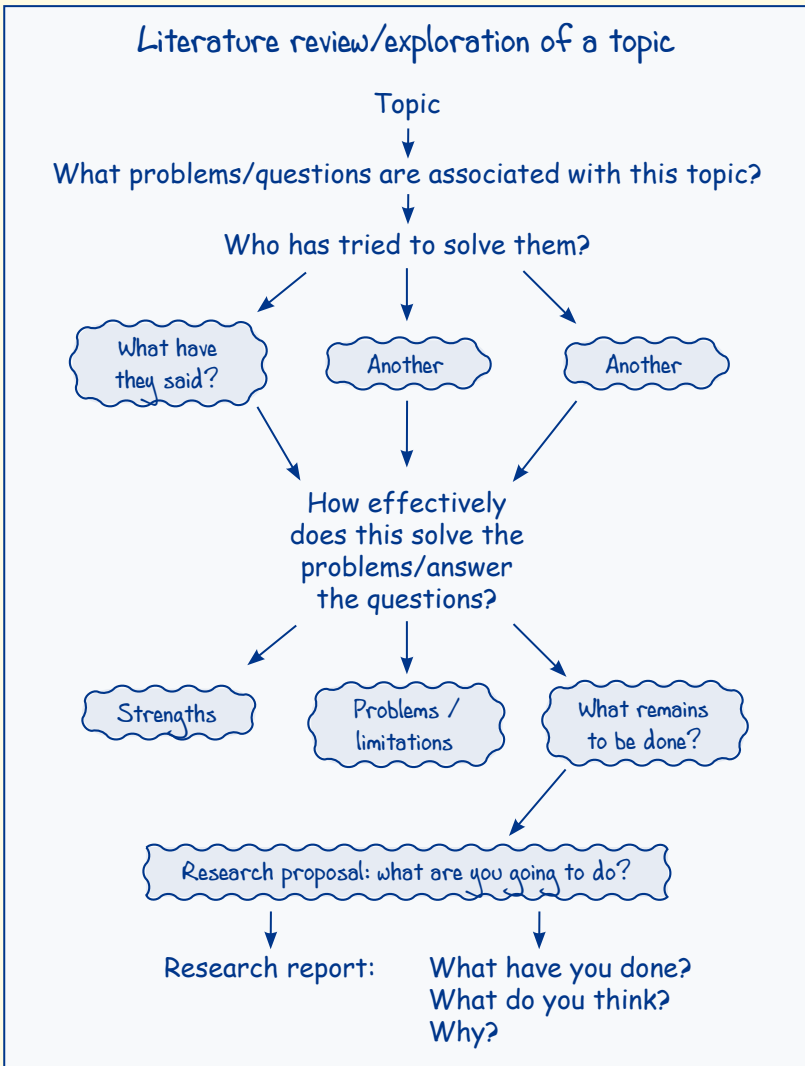 Literature review/exploration of a topic
Topic
What problems/questions are associated with this topic?
Who has tried to solve them?
What have
they said?
Another
Another
How effectively
does this solve the
problems/answer
the questions?
Strengths
Problems /
limitations
What remains
to be done?
Research proposal: what are you going to do?
Research report:
What have you done?
What do you think?
Why?